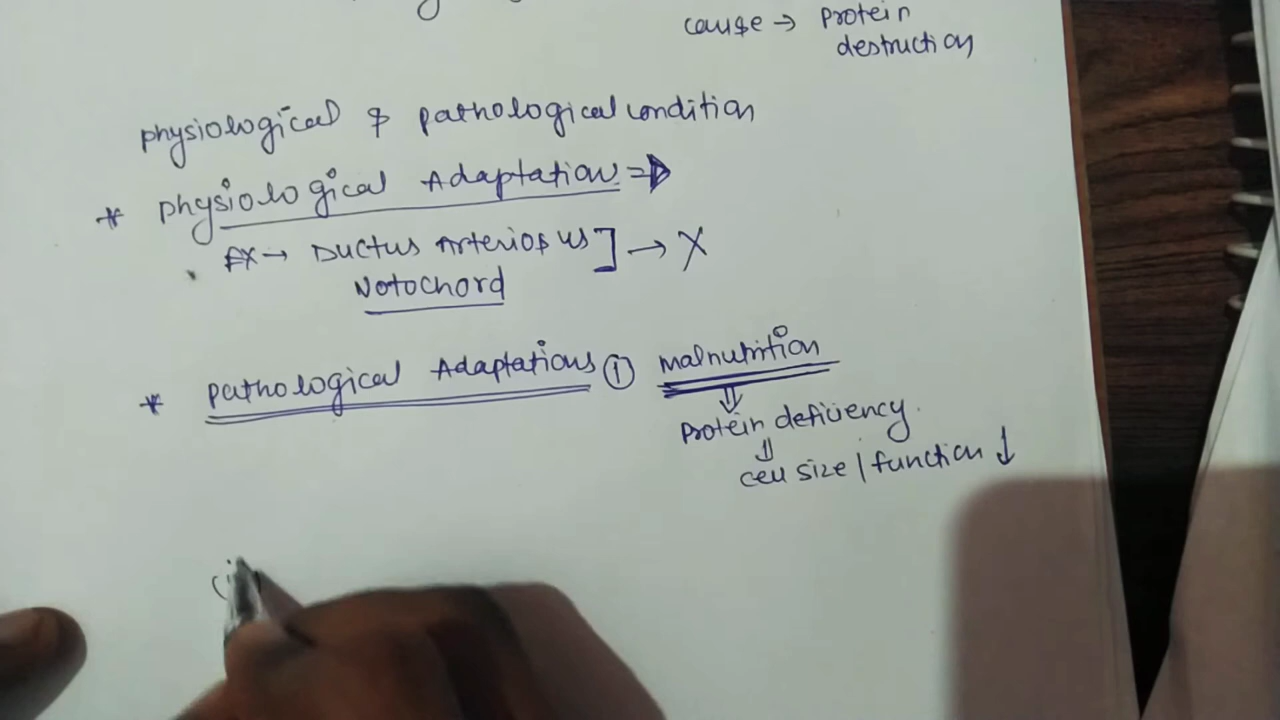 cause → protein
destruction
physiological & pathological condition
* physiological Adaptation ⇒
Ex → Ductus Arteriosus ] → X
Notochord
* pathological Adaptations ① malnutrition
⇓
protein deficiency
⇓
cell size / function ↓